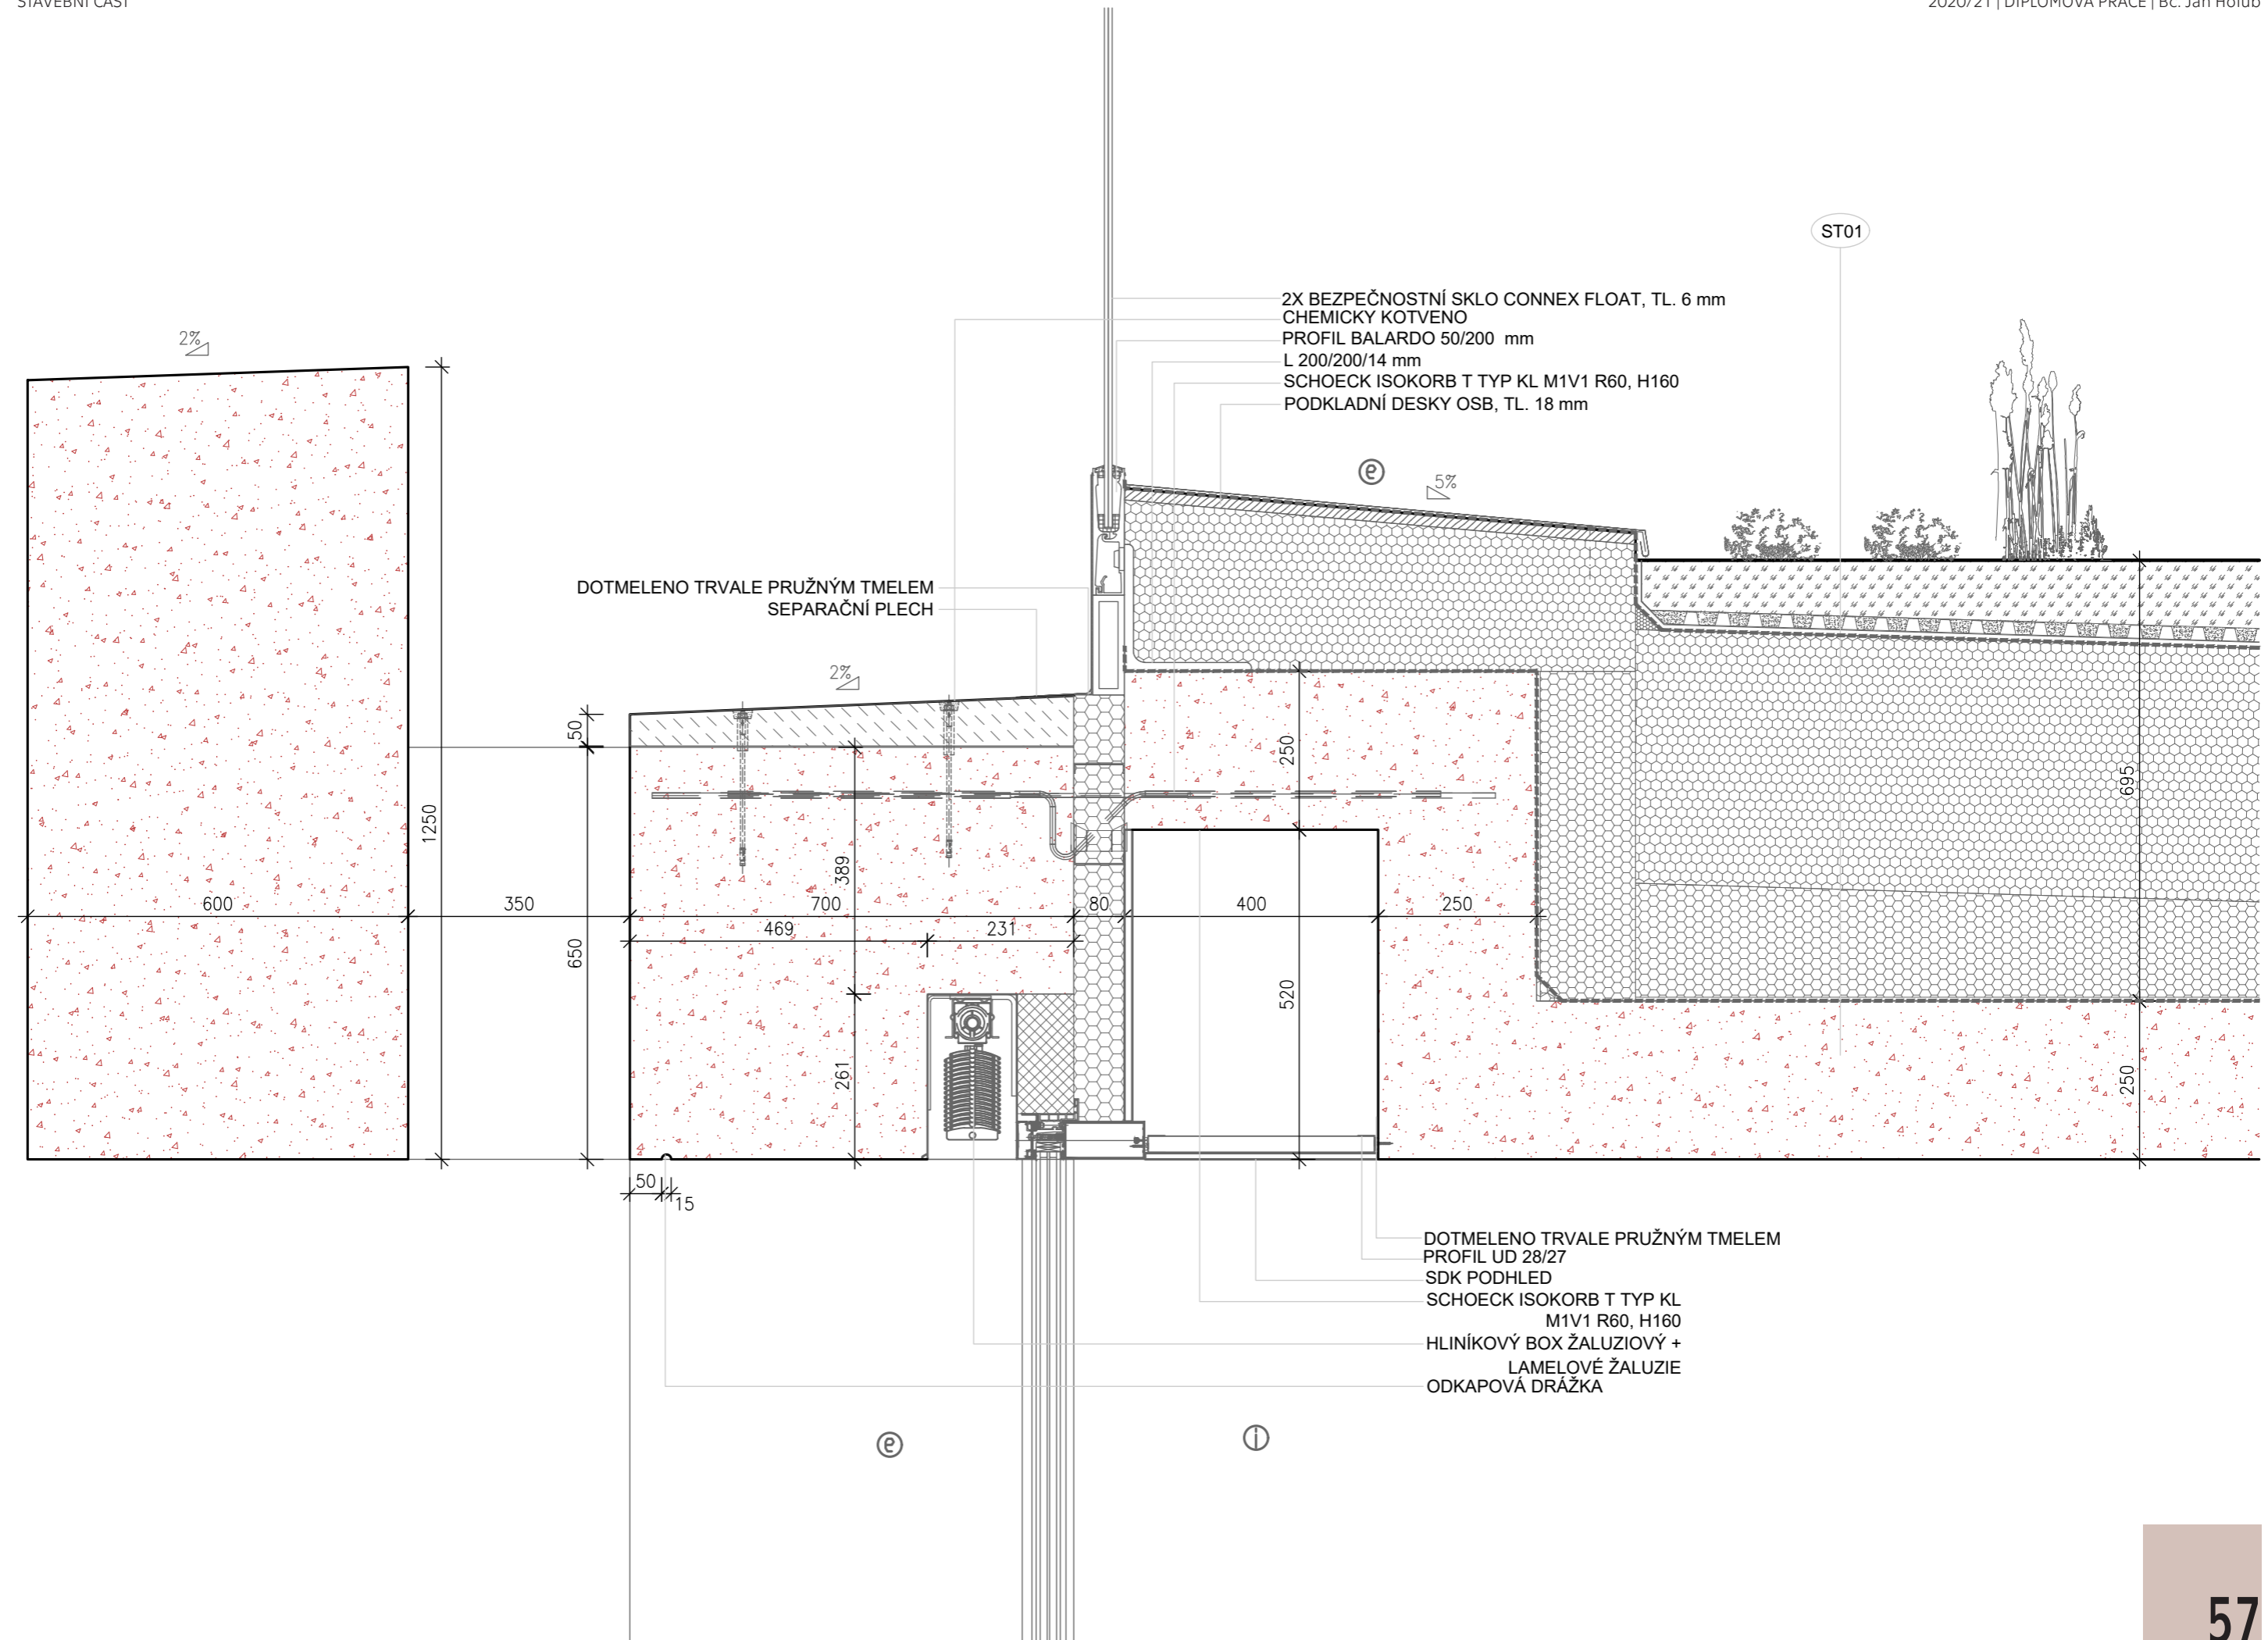 STAVEBNÍ ČÁST
2020/21 | DIPLOMOVÁ PRÁCE | Bc. Jan Holub
ST01
2X BEZPEČNOSTNÍ SKLO CONNEX FLOAT, TL. 6 mm
CHEMICKY KOTVENO
PROFIL BALARDO 50/200 mm
L 200/200/14 mm
SCHOECK ISOKORB T TYP KL M1V1 R60, H160
PODKLADNÍ DESKY OSB, TL. 18 mm
2%
e
5%
DOTMELENO TRVALE PRUŽNÝM TMELEM
SEPARAČNÍ PLECH
2%
50
250
695
1250
389
600
350
700
80
400
250
469
231
650
520
261
250
50
15
DOTMELENO TRVALE PRUŽNÝM TMELEM
PROFIL UD 28/27
SDK PODHLED
SCHOECK ISOKORB T TYP KL
M1V1 R60, H160
HLINÍKOVÝ BOX ŽALUZIOVÝ +
LAMELOVÉ ŽALUZIE
ODKAPOVÁ DRÁŽKA
e
i
57